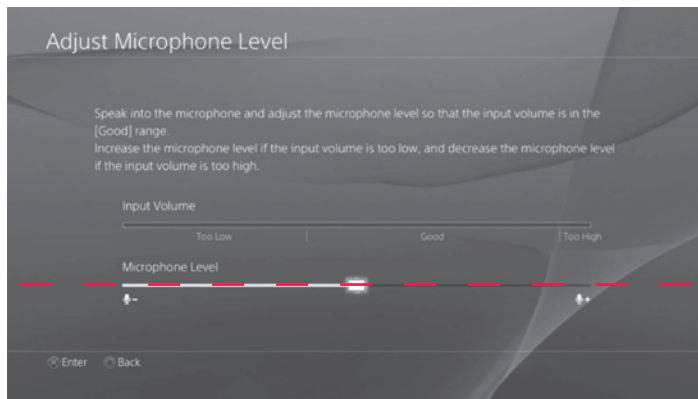 Adjust Microphone Level
Speak into the microphone and adjust the microphone level so that the input volume is in the
[Good] range.
Increase the microphone level if the input volume is too low, and decrease the microphone level
if the input volume is too high.
Input Volume
Too Low Good Too High
Microphone Level
Enter Back